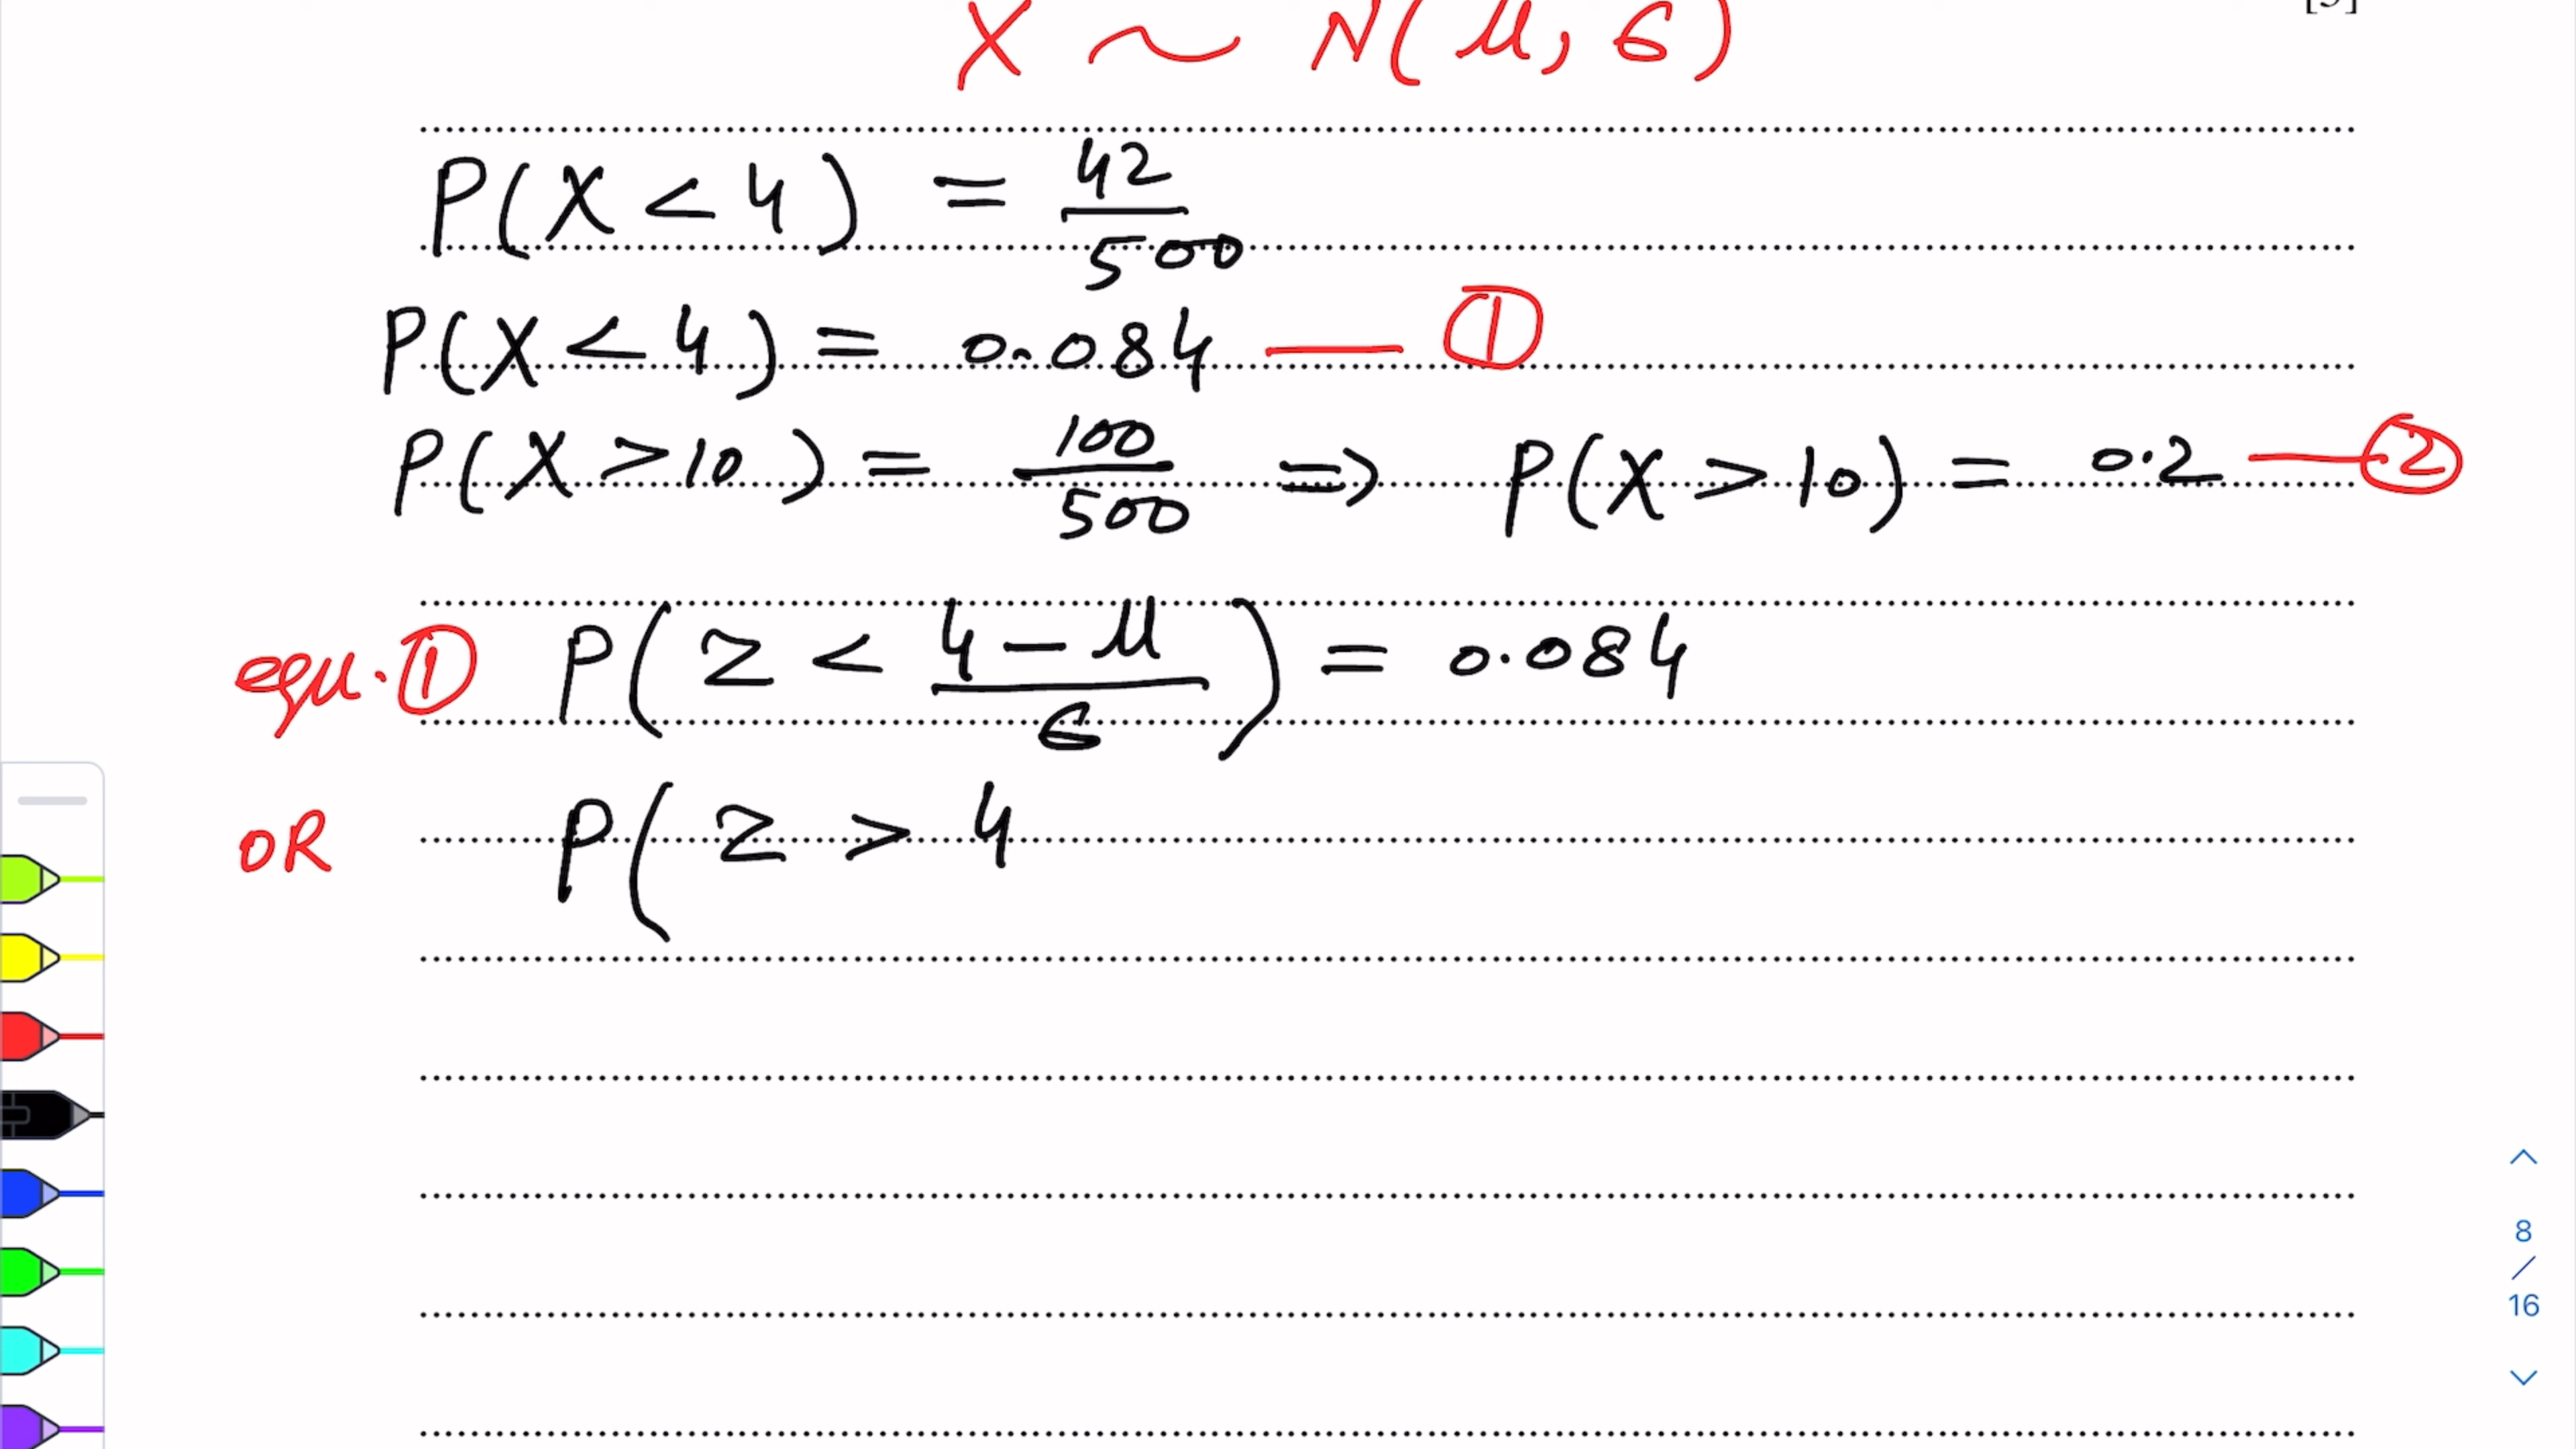 X ~ N(μ, σ)
P(X < 4) = 42/500
P(X < 4) = 0.084 — ①
P(X > 10) = 100/500 ⇒ P(X > 10) = 0.2 — ②
equ. ① P(Z < (4 - μ)/σ) = 0.084
OR P(Z > 4
8
/
16